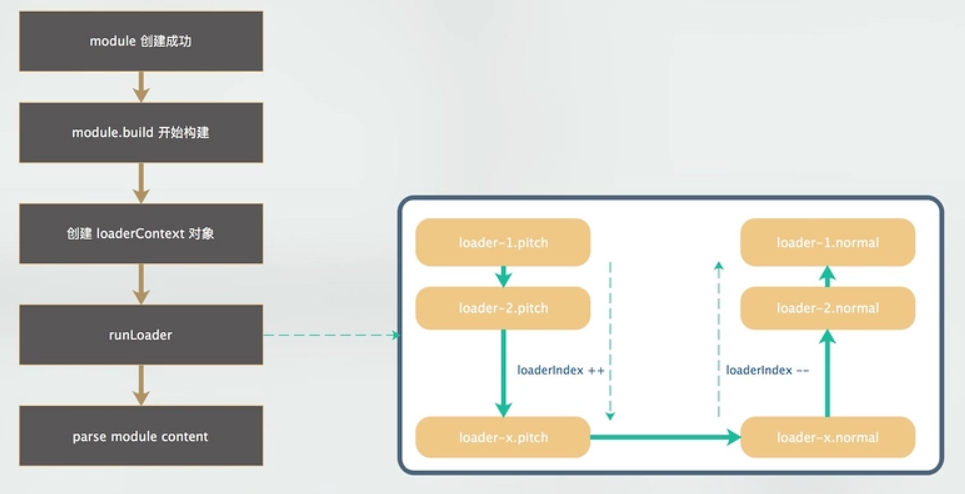 module 创建成功
module.build 开始构建
创建 loaderContext 对象
runLoader
parse module content
loader-1.pitch
loader-2.pitch
loaderIndex ++
loader-x.pitch
loader-1.normal
loader-2.normal
loaderIndex --
loader-x.normal